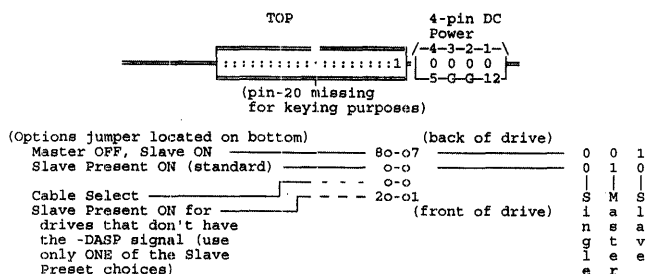 TOP 4-pin DC
Power
/-4-3-2-1-\
::::::::::::::::::1 0 0 0 0
\_5-G-G-12_/
(pin-20 missing
for keying purposes)
(Options jumper located on bottom) (back of drive)
Master OFF, Slave ON 8o-o7 0 0 1
Slave Present ON (standard) o-o 0 1 0
o-o | | |
Cable Select 2o-o1 S M S
Slave Present ON for (front of drive) i a l
drives that don't have n s a
the -DASP signal (use g t v
only ONE of the Slave l e e
Preset choices) e r